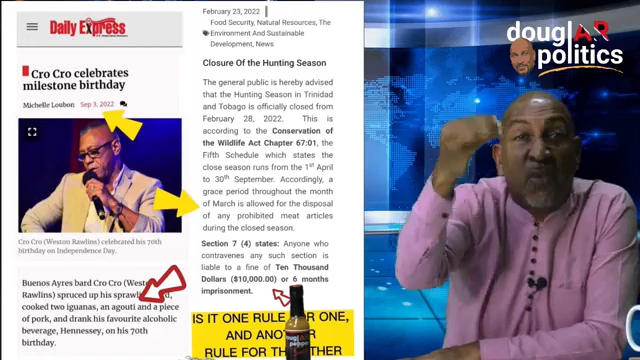 Daily Express
Cro Cro celebrates
milestone birthday
Michelle Loubon Sep 3, 2022
Cro Cro (Weston Rawlins) celebrated his 70th
birthday on Independence Day.
Buenos Ayres bard Cro Cro (Weston
Rawlins) spruced up his sprawling
cooked two iguanas, an agouti and a piece
of pork, and drank his favourite alcoholic
beverage, Hennessey, on his 70th
birthday.
February 23, 2022
Food Security, Natural Resources, The
Environment And Sustainable
Development, News
Closure Of the Hunting Season
The general public is hereby advised
that the Hunting Season in Trinidad
and Tobago is officially closed from
February 28, 2022. This is
according to the Conservation of
the Wildlife Act Chapter 67:01, the
Fifth Schedule which states the
close season runs from the 1st April
to 30th September. Accordingly, a
grace period throughout the month
of March is allowed for the disposal
of any prohibited meat articles
during the closed season.
Section 7 (4) states: Anyone who
contravenes any such section is
liable to a fine of Ten Thousand
Dollars ($10,000.00) or 6 months
imprisonment.
IS IT ONE RULE FOR ONE,
AND ANOTHER
RULE FOR THE OTHER
douglAR
politics